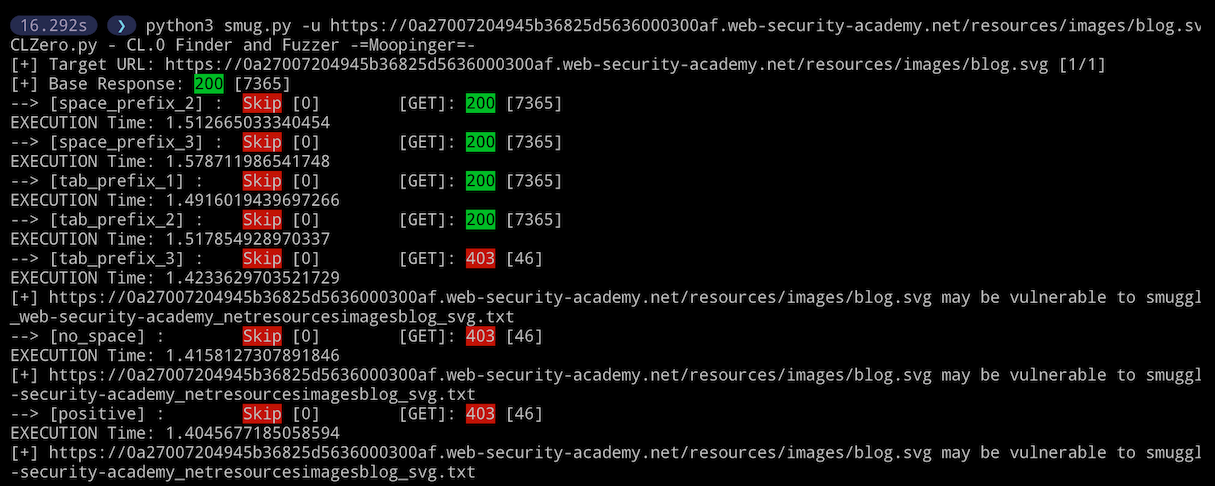 16.292s ❯ python3 smug.py -u https://0a27007204945b36825d5636000300af.web-security-academy.net/resources/images/blog.sv
CLZero.py - CL.0 Finder and Fuzzer -=Moopinger=-
[+] Target URL: https://0a27007204945b36825d5636000300af.web-security-academy.net/resources/images/blog.svg [1/1]
[+] Base Response: 200 [7365]
--> [space_prefix_2] : Skip [0] [GET]: 200 [7365]
EXECUTION Time: 1.512665033340454
--> [space_prefix_3] : Skip [0] [GET]: 200 [7365]
EXECUTION Time: 1.578711986541748
--> [tab_prefix_1] : Skip [0] [GET]: 200 [7365]
EXECUTION Time: 1.4916019439697266
--> [tab_prefix_2] : Skip [0] [GET]: 200 [7365]
EXECUTION Time: 1.517854928970337
--> [tab_prefix_3] : Skip [0] [GET]: 403 [46]
EXECUTION Time: 1.4233629703521729
[+] https://0a27007204945b36825d5636000300af.web-security-academy.net/resources/images/blog.svg may be vulnerable to smuggl
_web-security-academy_netresourcesimagesblog_svg.txt
--> [no_space] : Skip [0] [GET]: 403 [46]
EXECUTION Time: 1.4158127307891846
[+] https://0a27007204945b36825d5636000300af.web-security-academy.net/resources/images/blog.svg may be vulnerable to smuggl
-security-academy_netresourcesimagesblog_svg.txt
--> [positive] : Skip [0] [GET]: 403 [46]
EXECUTION Time: 1.4045677185058594
[+] https://0a27007204945b36825d5636000300af.web-security-academy.net/resources/images/blog.svg may be vulnerable to smuggl
-security-academy_netresourcesimagesblog_svg.txt